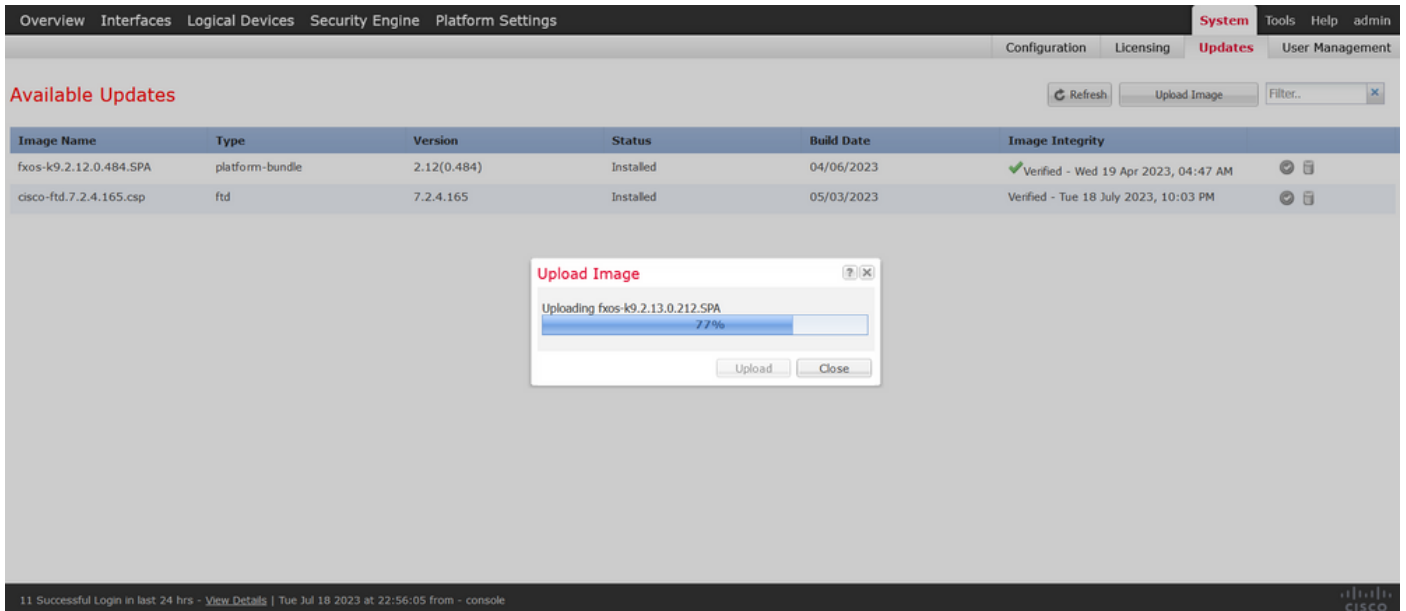 Overview Interfaces Logical Devices Security Engine Platform Settings System Tools Help admin
Configuration Licensing Updates User Management
Available Updates Refresh Upload Image Filter..
Image Name Type Version Status Build Date Image Integrity
fxos-k9.2.12.0.484.SPA platform-bundle 2.12(0.484) Installed 04/06/2023 Verified - Wed 19 Apr 2023, 04:47 AM
cisco-ftd.7.2.4.165.csp ftd 7.2.4.165 Installed 05/03/2023 Verified - Tue 18 July 2023, 10:03 PM
Upload Image
Uploading fxos-k9.2.13.0.212.SPA
77%
Upload Close
11 Successful Login in last 24 hrs - View Details | Tue Jul 18 2023 at 22:56:05 from - console
CISCO